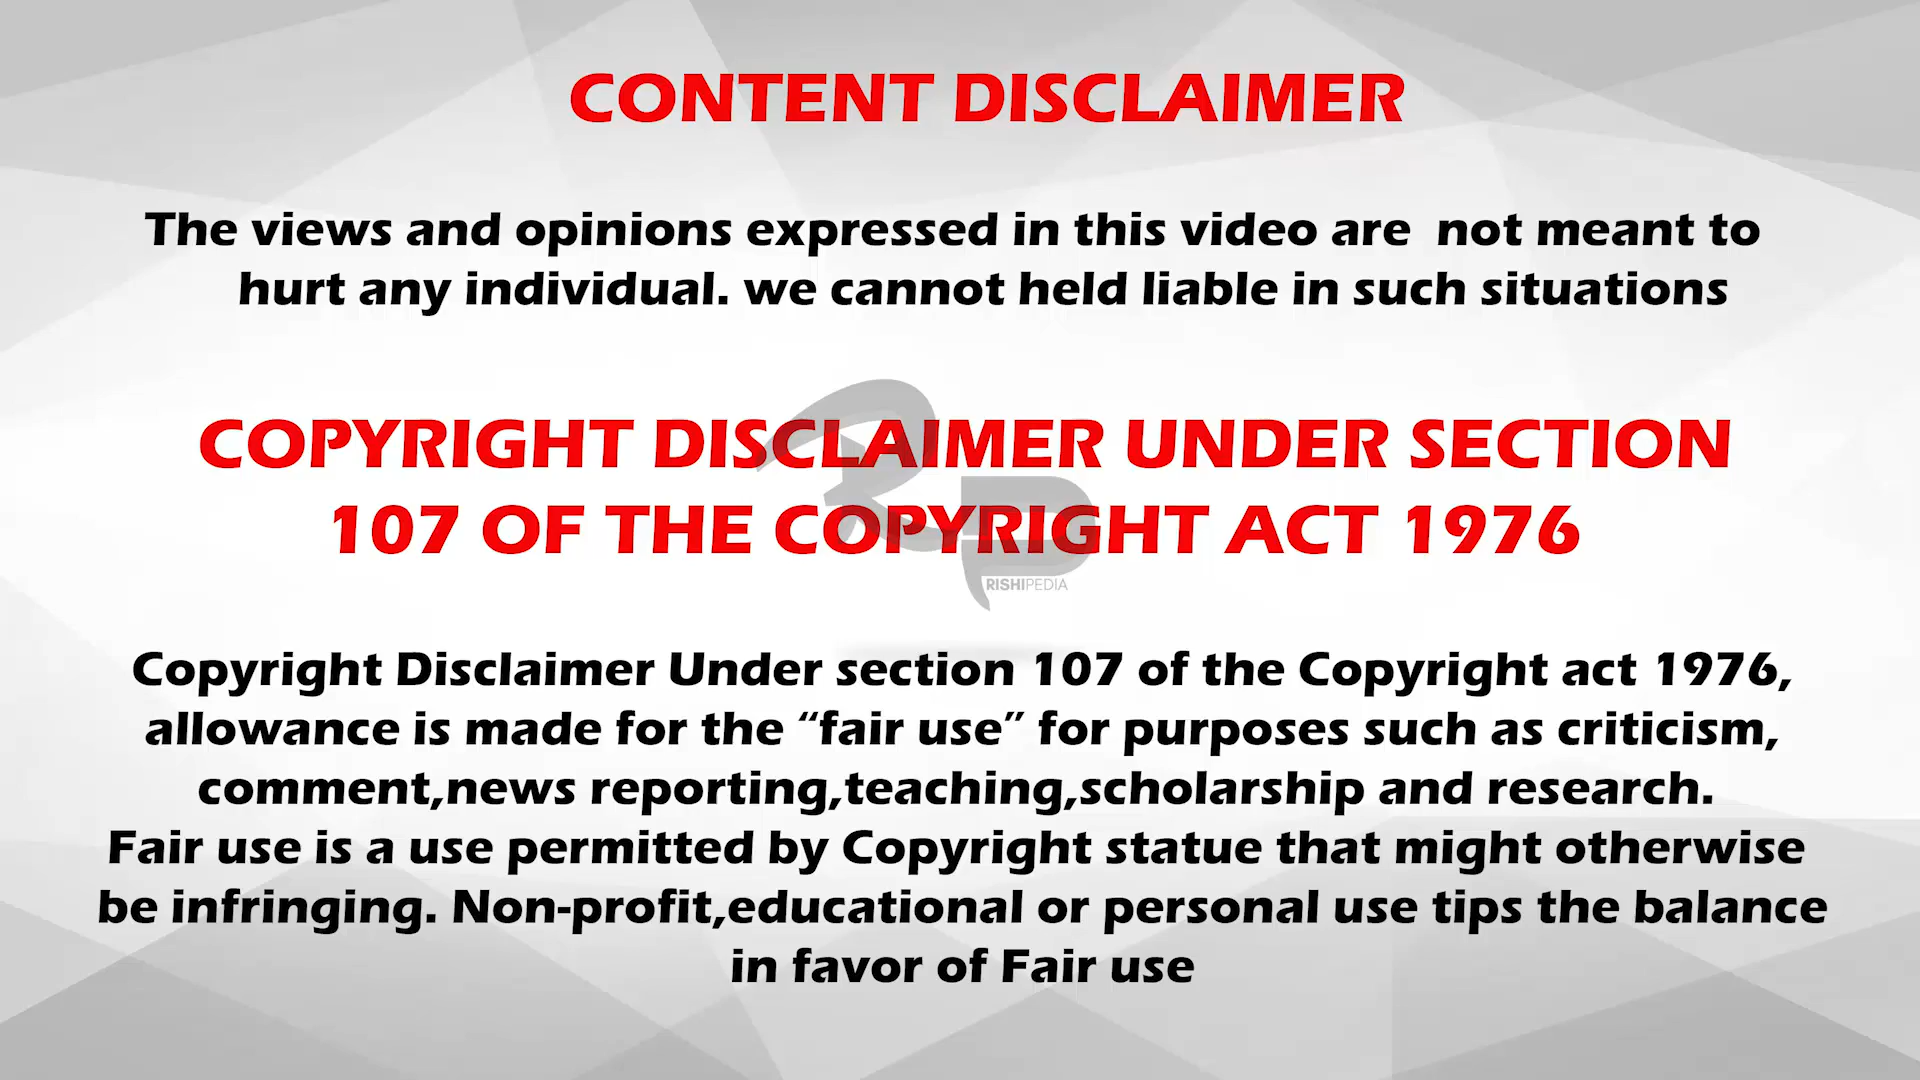 CONTENT DISCLAIMER
The views and opinions expressed in this video are not meant to
hurt any individual. we cannot held liable in such situations
COPYRIGHT DISCLAIMER UNDER SECTION
107 OF THE COPYRIGHT ACT 1976
RISHIPEDIA
Copyright Disclaimer Under section 107 of the Copyright act 1976,
allowance is made for the “fair use” for purposes such as criticism,
comment,news reporting,teaching,scholarship and research.
Fair use is a use permitted by Copyright statue that might otherwise
be infringing. Non-profit,educational or personal use tips the balance
in favor of Fair use